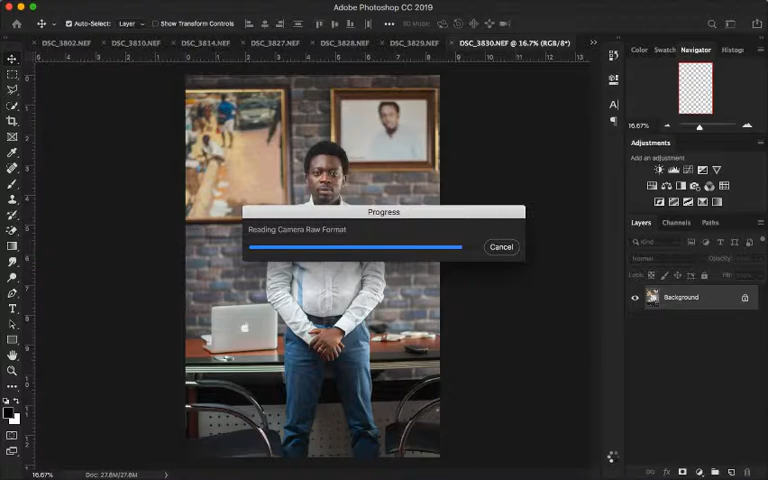 Adobe Photoshop CC 2019
Auto-Select: Layer Show Transform Controls 3D Mode:
DSC_3802.NEF DSC_3810.NEF DSC_3814.NEF DSC_3827.NEF DSC_3828.NEF DSC_3829.NEF DSC_3830.NEF @ 16.7% (RGB/8*)
Color Swatch Navigator Histogr
16.67%
Adjustments
Add an adjustment
Layers Channels Paths
Kind
Normal Opacity:
Lock: Fill:
Background
Progress
Reading Camera Raw Format
Cancel
16.67% Doc: 27.8M/27.8M